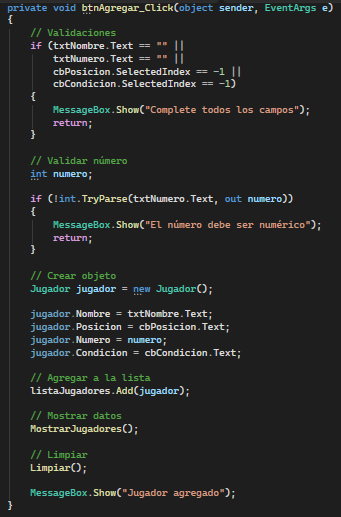 private void btnAgregar_Click(object sender, EventArgs e)
{
// Validaciones
if (txtNombre.Text == "" ||
txtNumero.Text == "" ||
cbPosicion.SelectedIndex == -1 ||
cbCondicion.SelectedIndex == -1)
{
MessageBox.Show("Complete todos los campos");
return;
}
// Validar número
int numero;
if (!int.TryParse(txtNumero.Text, out numero))
{
MessageBox.Show("El número debe ser numérico");
return;
}
// Crear objeto
Jugador jugador = new Jugador();
jugador.Nombre = txtNombre.Text;
jugador.Posicion = cbPosicion.Text;
jugador.Numero = numero;
jugador.Condicion = cbCondicion.Text;
// Agregar a la lista
listaJugadores.Add(jugador);
// Mostrar datos
MostrarJugadores();
// Limpiar
Limpiar();
MessageBox.Show("Jugador agregado");
}